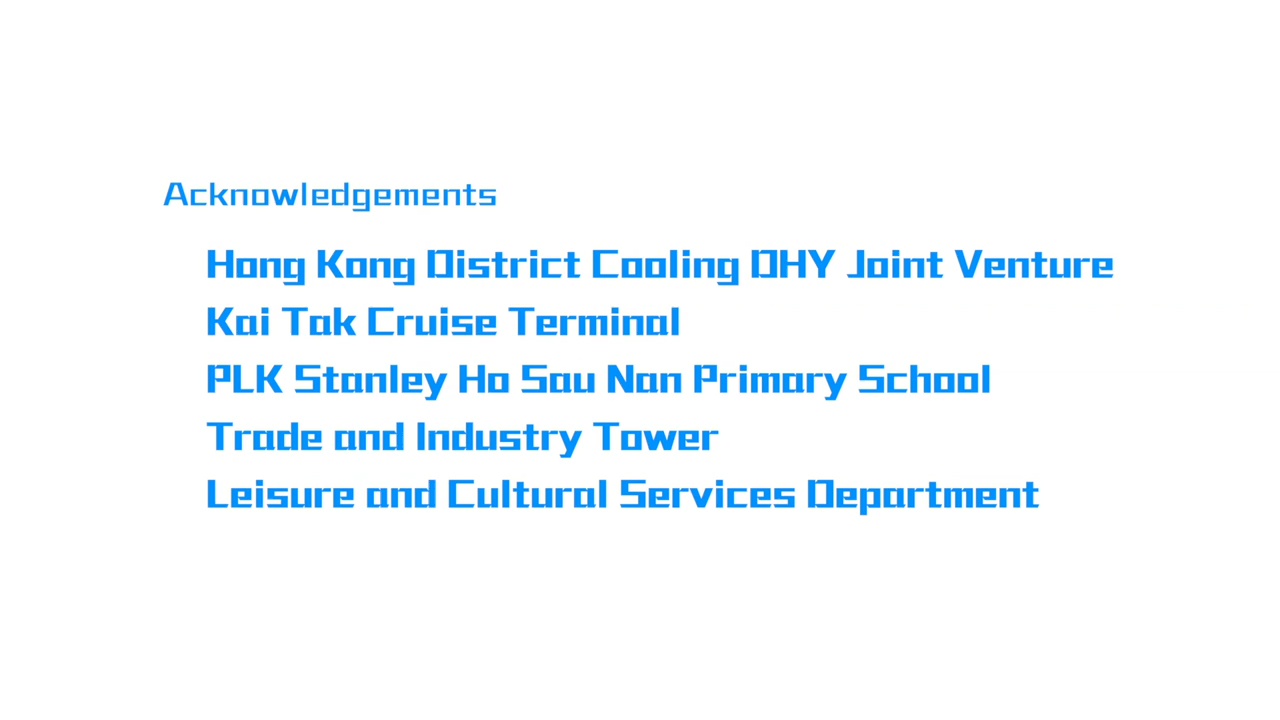 Acknowledgements
Hong Kong District Cooling DHY Joint Venture
Kai Tak Cruise Terminal
PLK Stanley Ho Sau Nan Primary School
Trade and Industry Tower
Leisure and Cultural Services Department